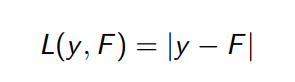 L(y, F) = |y − F|